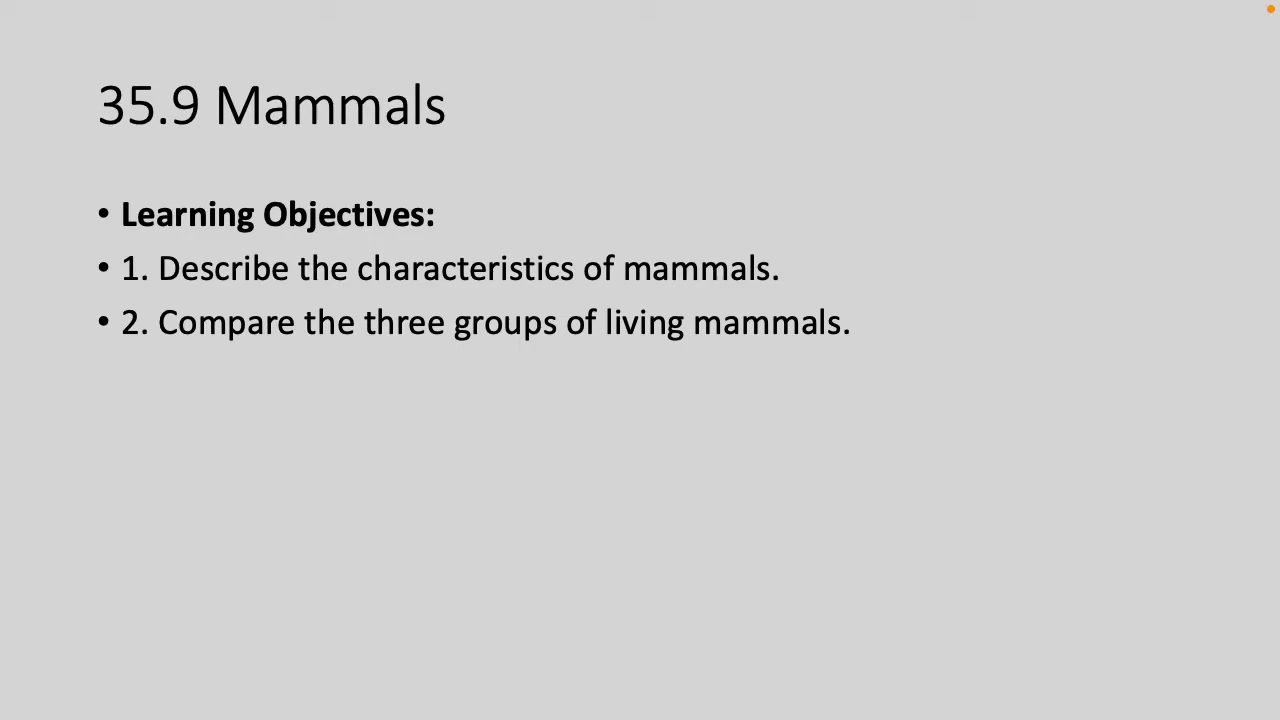 35.9 Mammals
• Learning Objectives:
• 1. Describe the characteristics of mammals.
• 2. Compare the three groups of living mammals.